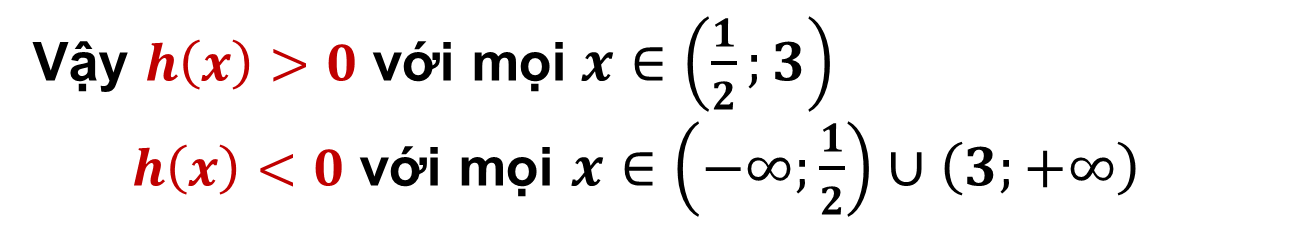 Vậy h(x) > 0 với mọi x ∈ (1/2; 3)
h(x) < 0 với mọi x ∈ (−∞; 1/2) ∪ (3; +∞)